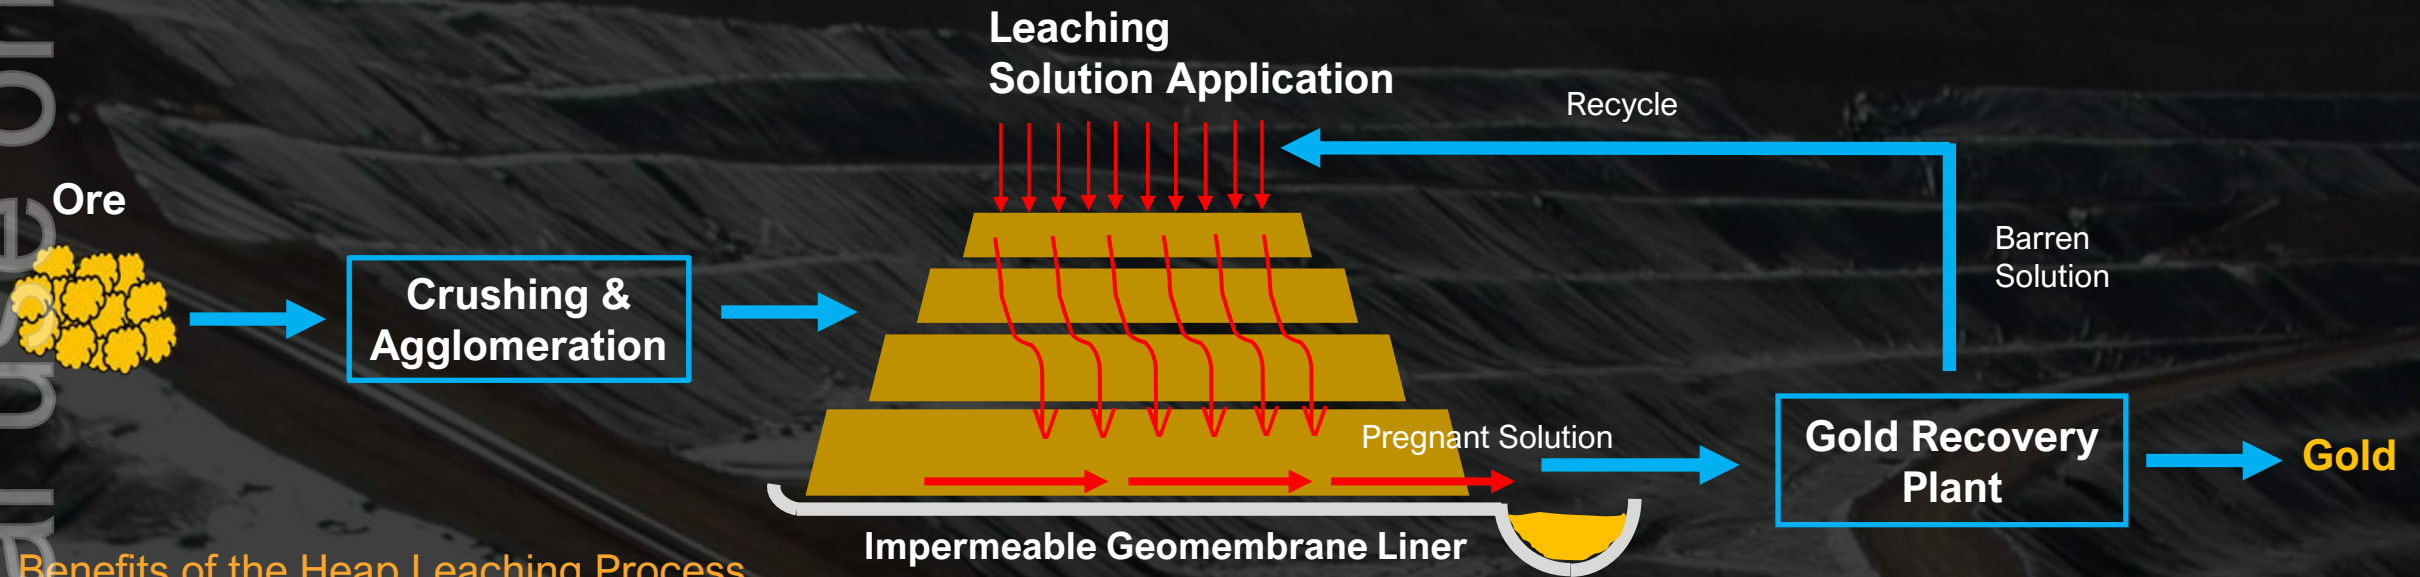 Leaching
Solution Application
Recycle
Ore
Barren
Solution
Crushing &
Agglomeration
Pregnant Solution
Gold Recovery
Plant
Gold
Impermeable Geomembrane Liner
Benefits of the Heap Leaching Process
use